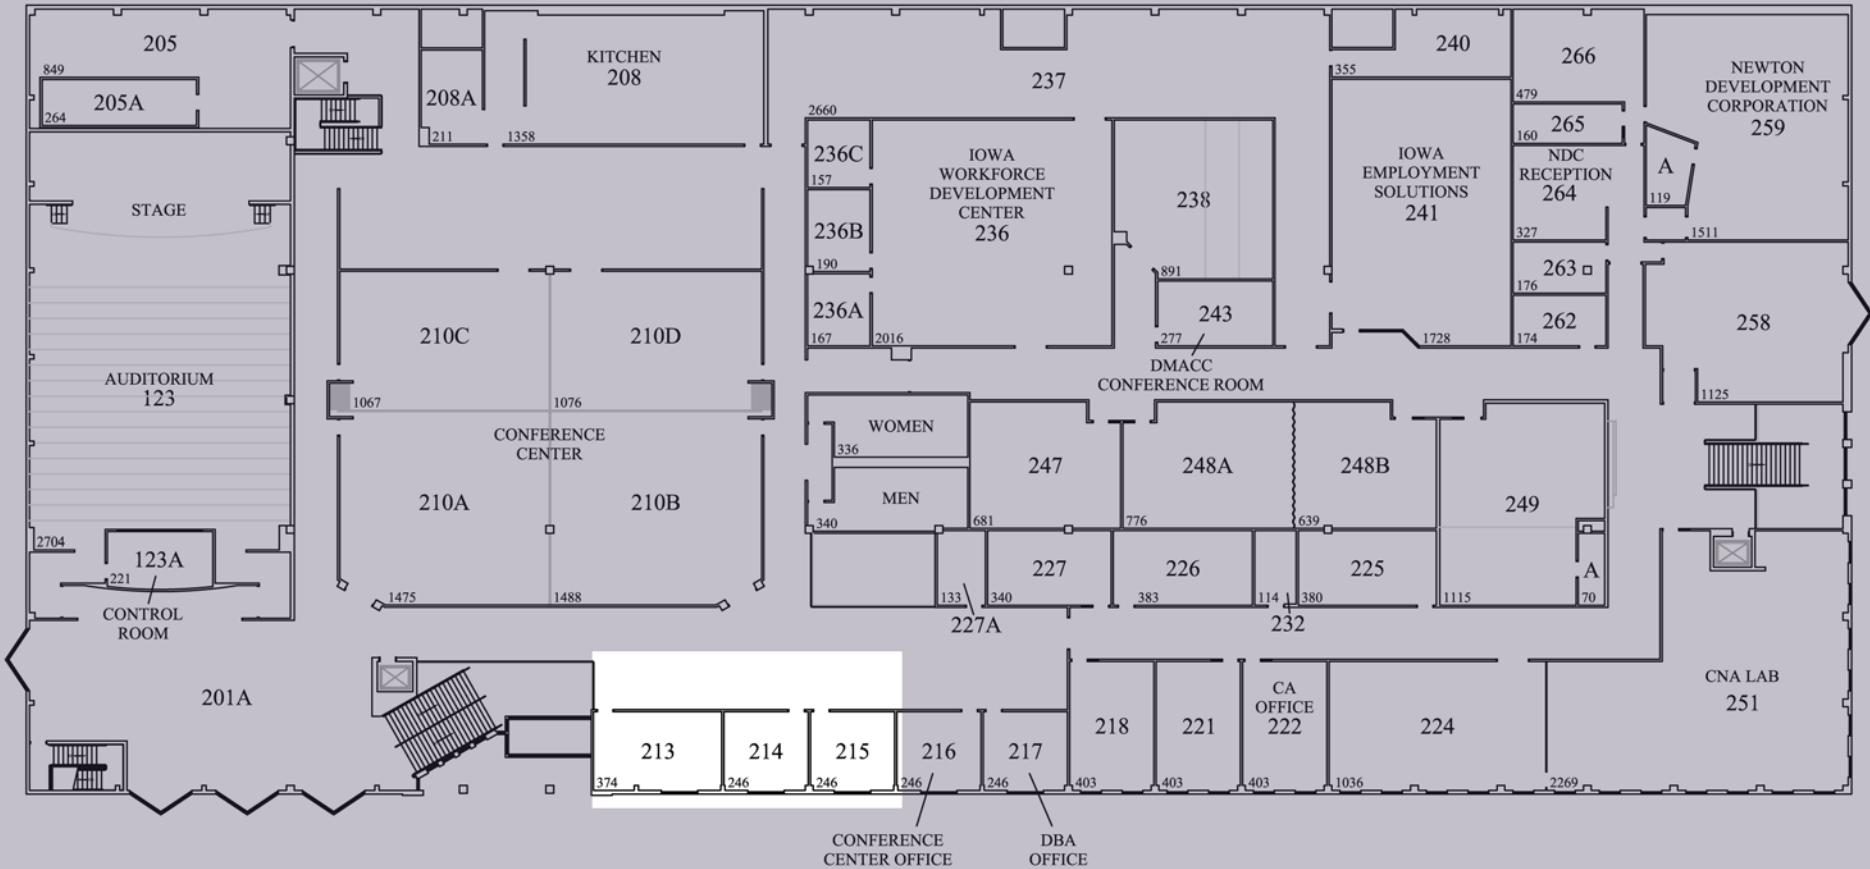 205
849
205A
264
KITCHEN
208
208A
211
1358
237
2660
240
355
266
479
265
160
NEWTON
DEVELOPMENT
CORPORATION
259
A
119
1511
NDC
RECEPTION
264
327
263
176
262
174
258
1125
STAGE
AUDITORIUM
123
2704
123A
221
CONTROL
ROOM
201A
210C
1067
210D
1076
CONFERENCE
CENTER
210A
1475
210B
1488
236C
157
236B
190
236A
167
IOWA
WORKFORCE
DEVELOPMENT
CENTER
236
2016
238
891
243
277
DMACC
CONFERENCE ROOM
IOWA
EMPLOYMENT
SOLUTIONS
241
1728
WOMEN
336
MEN
340
247
681
248A
776
248B
639
249
1115
A
70
133
227A
227
340
226
383
114
232
225
380
213
374
214
246
215
246
216
246
CONFERENCE
CENTER OFFICE
217
246
DBA
OFFICE
218
403
221
403
CA
OFFICE
222
403
224
1036
CNA LAB
251
2269